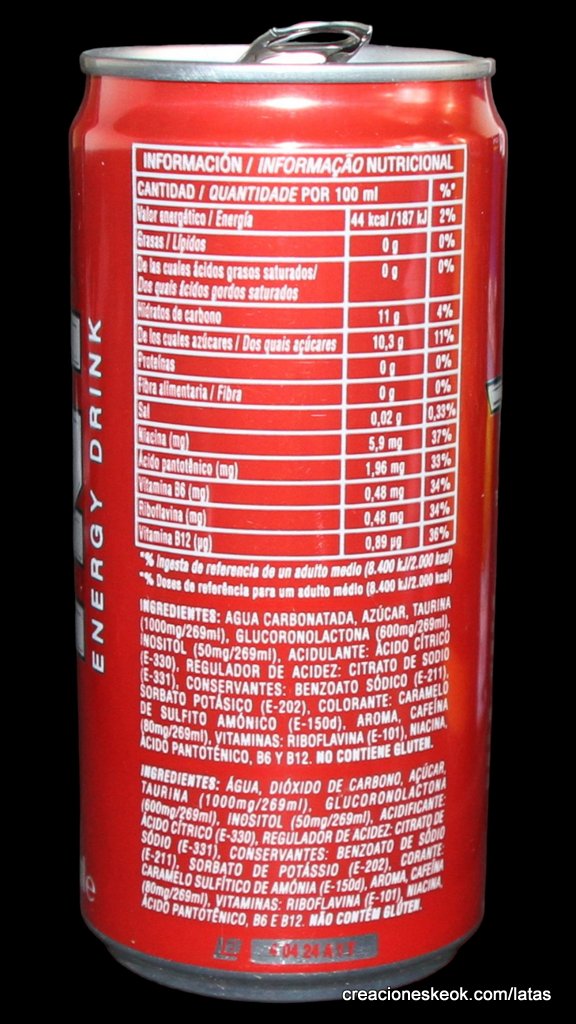 INFORMACIÓN / INFORMAÇÃO NUTRICIONAL
CANTIDAD / QUANTIDADE POR 100 ml %*
Valor energético / Energía 44 kcal/187 kJ 2%
Grasas / Lípidos 0 g 0%
De las cuales ácidos grasos saturados/ 0 g 0%
Dos quais ácidos gordos saturados
Hidratos de carbono 11 g 4%
De los cuales azúcares / Dos quais açúcares 10,3 g 11%
Proteínas 0 g 0%
Fibra alimentaria / Fibra 0 g 0%
Sal 0,02 g 0,33%
Niacina (mg) 5,9 mg 37%
Ácido pantotênico (mg) 1,96 mg 33%
Vitamina B6 (mg) 0,48 mg 34%
Riboflavina (mg) 0,48 mg 34%
Vitamina B12 (µg) 0,89 µg 36%
*% Ingesta de referencia de un adulto medio (8.400 kJ/2.000 kcal)
*% Doses de referência para um adulto médio (8.400 kJ/2.000 kcal)
INGREDIENTES: AGUA CARBONATADA, AZÚCAR, TAURINA
(1000mg/269ml), GLUCORONOLACTONA (600mg/269ml),
INOSITOL (50mg/269ml), ACIDULANTE: ÁCIDO CÍTRICO
(E-330), REGULADOR DE ACIDEZ: CITRATO DE SODIO
(E-331), CONSERVANTES: BENZOATO SÓDICO (E-211),
SORBATO POTÁSICO (E-202), COLORANTE: CARAMELO
DE SULFITO AMÓNICO (E-150d), AROMA, CAFEÍNA
(80mg/269ml), VITAMINAS: RIBOFLAVINA (E-101), NIACINA,
ÁCIDO PANTOTÉNICO, B6 Y B12. NO CONTIENE GLUTEN.
INGREDIENTES: ÁGUA, DIÓXIDO DE CARBONO, AÇÚCAR,
TAURINA (1000mg/269ml), GLUCORONOLACTONA
(600mg/269ml), INOSITOL (50mg/269ml), ACIDIFICANTE:
ÁCIDO CÍTRICO (E-330), REGULADOR DE ACIDEZ: CITRATO DE
SÓDIO (E-331), CONSERVANTES: BENZOATO DE SÓDIO
(E-211), SORBATO DE POTÁSSIO (E-202), CORANTE:
CARAMELO SULFÍTICO DE AMÓNIA (E-150d), AROMA, CAFEÍNA
(80mg/269ml), VITAMINAS: RIBOFLAVINA (E-101), NIACINA,
ÁCIDO PANTOTÉNICO, B6 E B12. NÃO CONTÉM GLÚTEN.
ENERGY DRINK
creacioneskeok.com/latas